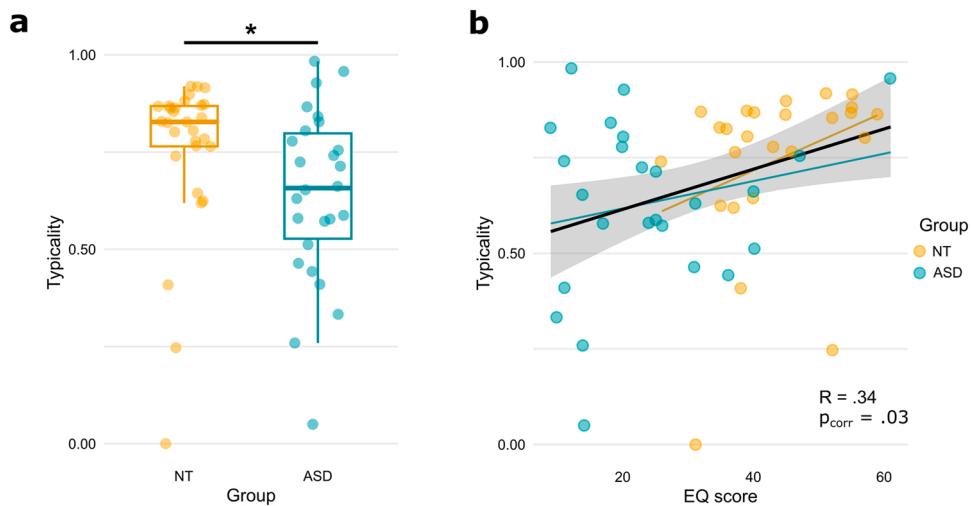 a
*
1.00
Typicality
0.50
0.00
NT
ASD
Group
b
1.00
Typicality
0.50
0.00
R = .34
pcorr = .03
20
40
60
EQ score
Group
NT
ASD